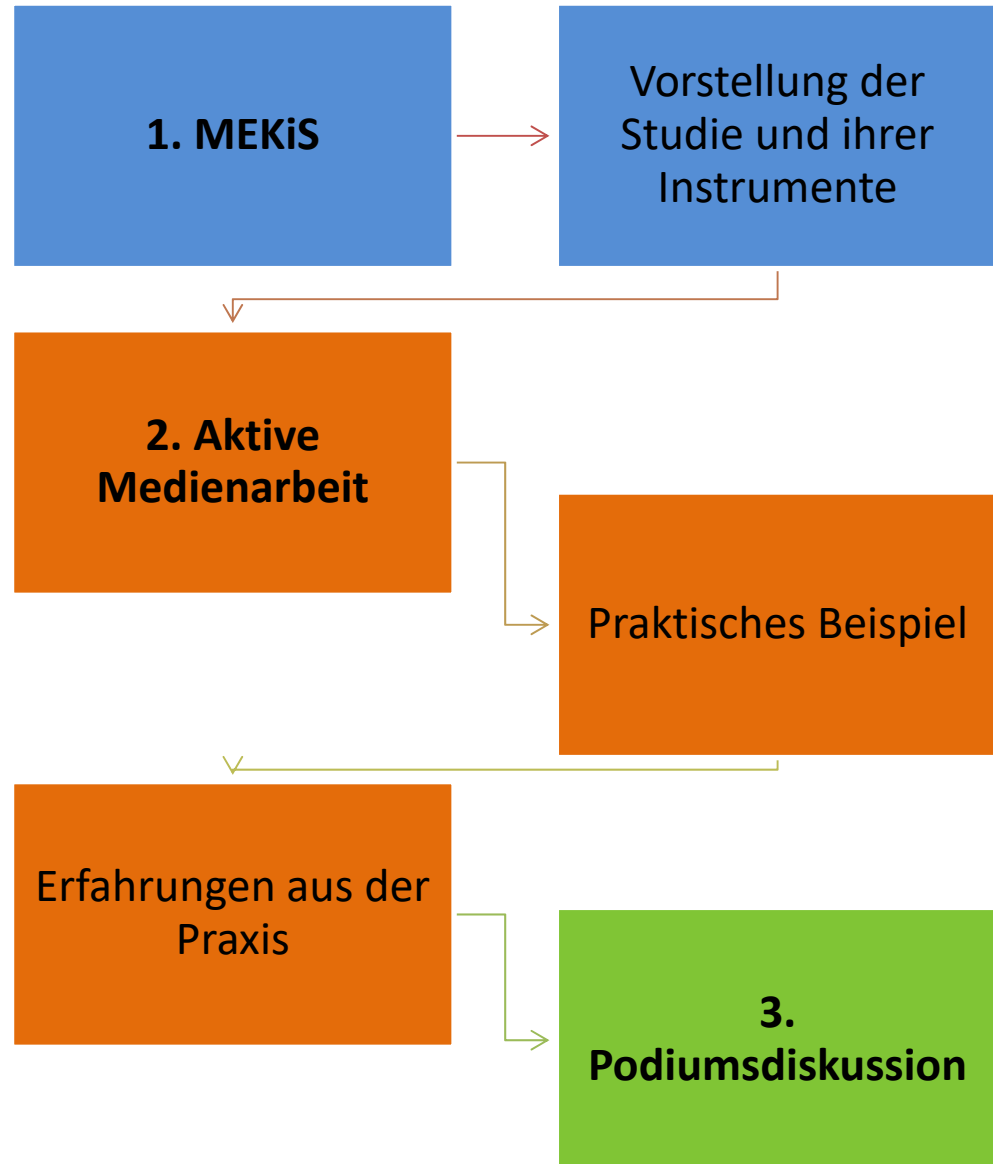 1. MEKiS
Vorstellung der
Studie und ihrer
Instrumente
2. Aktive
Medienarbeit
Praktisches Beispiel
Erfahrungen aus der
Praxis
3.
Podiumsdiskussion